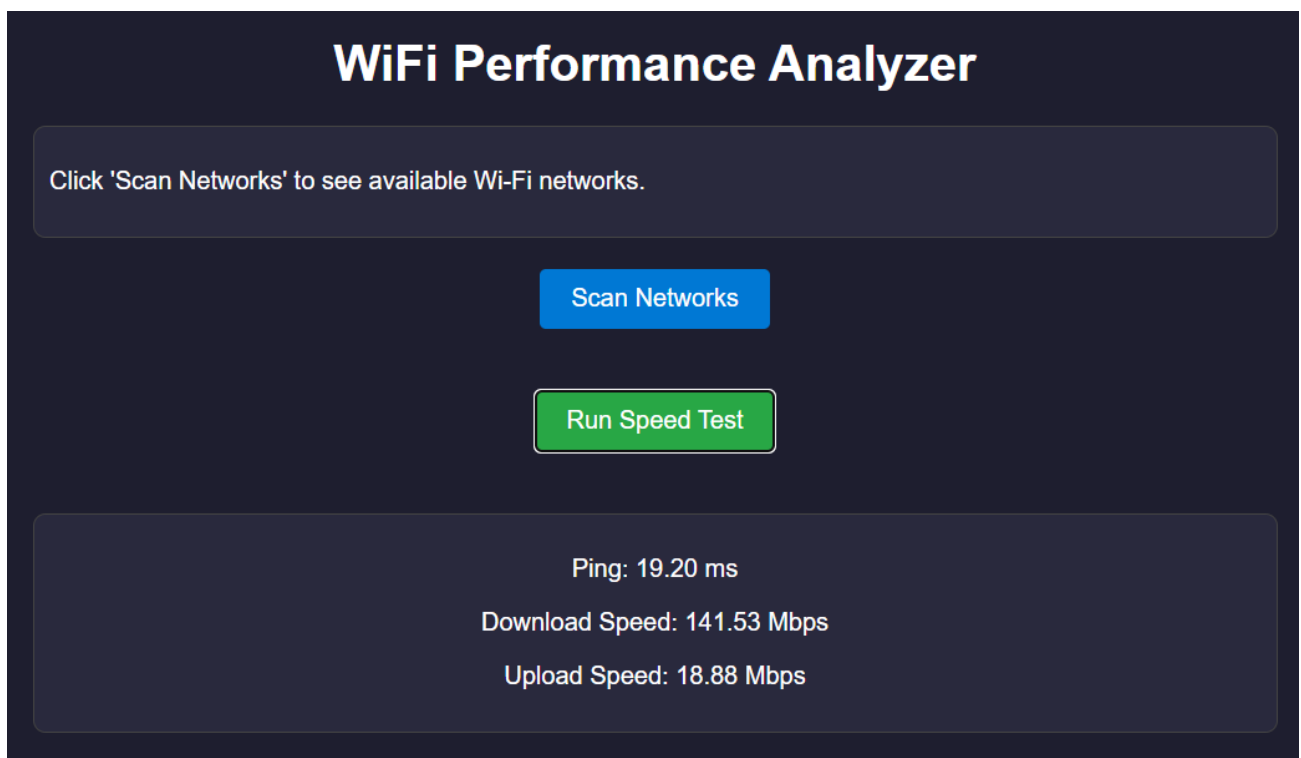 WiFi Performance Analyzer
Click 'Scan Networks' to see available Wi-Fi networks.
Scan Networks
Run Speed Test
Ping: 19.20 ms
Download Speed: 141.53 Mbps
Upload Speed: 18.88 Mbps